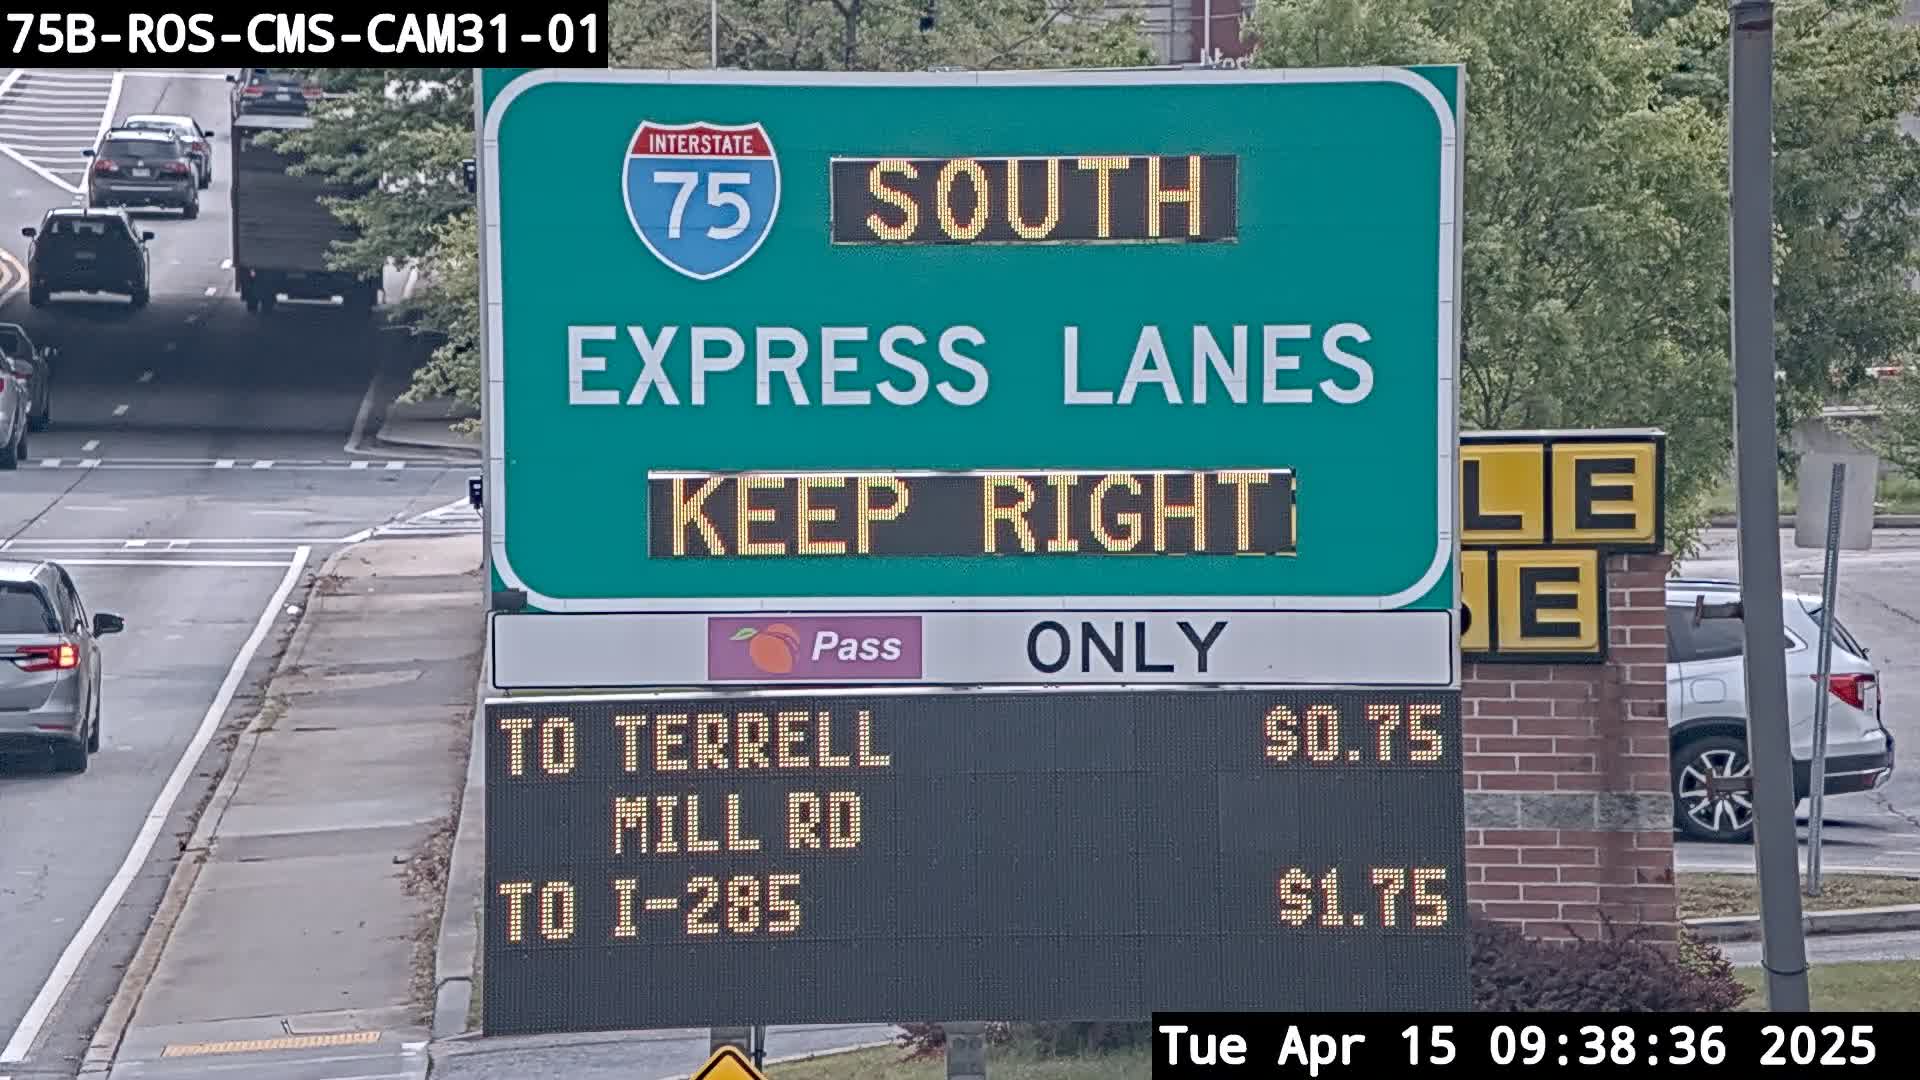 75B-ROS-CMS-CAM31-01
INTERSTATE
75
SOUTH
EXPRESS LANES
KEEP RIGHT
LE
E
Pass ONLY
TO TERRELL $0.75
MILL RD
TO I-285 $1.75
Tue Apr 15 09:38:36 2025